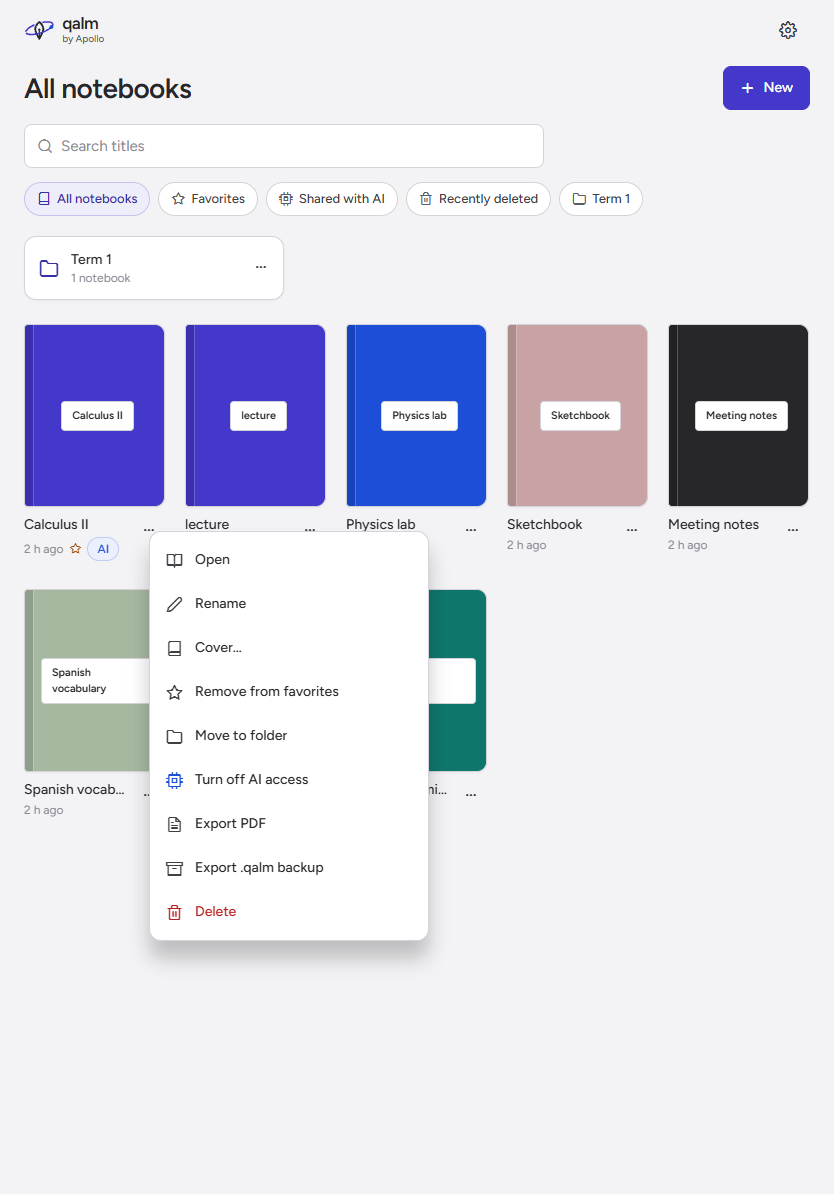 qalm
by Apollo
All notebooks
+ New
Search titles
All notebooks
Favorites
Shared with AI
Recently deleted
Term 1
Term 1
1 notebook
...
Calculus II
lecture
Physics lab
Sketchbook
Meeting notes
Calculus II ...
lecture ...
Physics lab ...
Sketchbook ...
Meeting notes ...
2 h ago
AI
2 h ago
2 h ago
Open
Rename
Cover...
Remove from favorites
Move to folder
Turn off AI access
Export PDF
Export .qalm backup
Delete
Spanish
vocabulary
Spanish vocab...
...
2 h ago